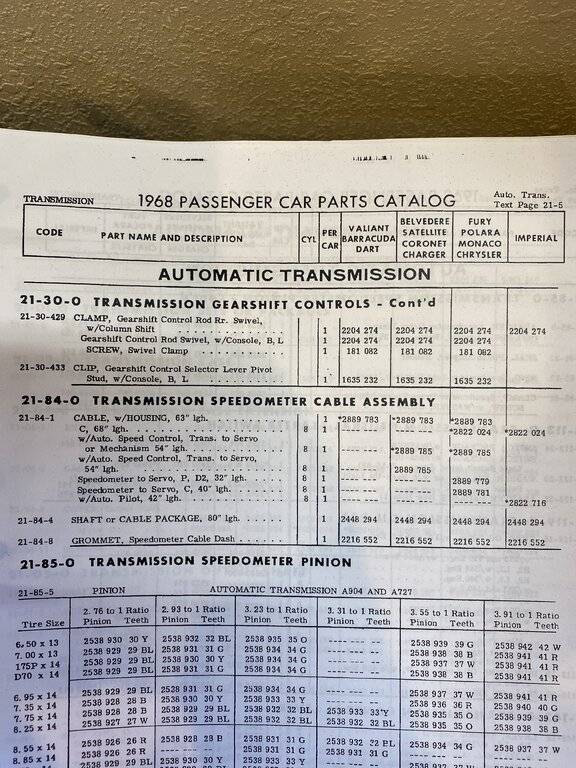 TRANSMISSION 1968 PASSENGER CAR PARTS CATALOG Auto. Trans.
Text Page 21-5
CODE PART NAME AND DESCRIPTION CYL PER CAR VALIANT BARRACUDA DART BELVEDERE SATELLITE CORONET CHARGER FURY POLARA MONACO CHRYSLER IMPERIAL
AUTOMATIC TRANSMISSION
21-30-0 TRANSMISSION GEARSHIFT CONTROLS - Cont'd
21-30-429 CLAMP, Gearshift Control Rod Rr. Swivel,
w/Column Shift . . . . . . . . . . . 1 2204 274 2204 274 2204 274 2204 274
Gearshift Control Rod Swivel, w/Console, B, L 1 2204 274 2204 274 2204 274
SCREW, Swivel Clamp . . . . . . . . . . . 1 181 082 181 082 181 082
21-30-433 CLIP, Gearshift Control Selector Lever Pivot
Stud, w/Console, B, L . . . . . . . . . . . 1 1635 232 1635 232 1635 232
21-84-0 TRANSMISSION SPEEDOMETER CABLE ASSEMBLY
21-84-1 CABLE, w/HOUSING, 63" lgh. . . . . . . . 1 *2889 783 *2889 783 *2889 783
C, 68" lgh. . . . . . . . . . . . . . . . . 8 1 --- --- --- --- *2822 024 *2822 024
w/Auto. Speed Control, Trans. to Servo
or Mechanism 54" lgh. . . . . . . . . 8 1 --- --- *2889 785 *2889 785
w/Auto. Speed Control, Trans. to Servo,
54" lgh. . . . . . . . . . . . . . . . 8 1 --- --- 2889 785
Speedometer to Servo, P, D2, 32" lgh. . . . 8 1 --- --- --- --- 2889 779
Speedometer to Servo, C, 40" lgh. . . . . . 8 1 --- --- --- --- 2889 781
w/Auto. Pilot, 42" lgh. . . . . . . . . . . 8 1 --- --- --- --- --- --- *2822 716
21-84-4 SHAFT or CABLE PACKAGE, 80" lgh. . . . . . 1 2448 294 2448 294 2448 294 2448 294
21-84-8 GROMMET, Speedometer Cable Dash . . . . . . 1 2216 552 2216 552 2216 552 2216 552
21-85-0 TRANSMISSION SPEEDOMETER PINION
21-85-5 PINION AUTOMATIC TRANSMISSION A904 AND A727
2.76 to 1 Ratio 2.93 to 1 Ratio 3.23 to 1 Ratio 3.31 to 1 Ratio 3.55 to 1 Ratio 3.91 to 1 Ratio
Tire Size Pinion Teeth Pinion Teeth Pinion Teeth Pinion Teeth Pinion Teeth Pinion Teeth
6.50 x 13 2538 930 30 Y 2538 932 32 BL 2538 935 35 O --- --- -- 2538 939 39 G 2538 942 42 W
7.00 x 13 2538 929 29 BL 2538 931 31 G 2538 934 34 G --- --- -- 2538 938 38 B 2538 941 41 R
175P x 14 2538 929 29 BL 2538 930 30 Y 2538 934 34 G --- --- -- 2538 937 37 W 2538 941 41 R
D70 x 14 2538 929 29 BL 2538 931 31 G 2538 934 34 G --- --- -- 2538 938 38 B 2538 941 41 R
6.95 x 14 2538 929 29 BL 2538 931 31 G 2538 934 34 G --- --- -- 2538 937 37 W 2538 941 41 R
7.35 x 14 2538 928 28 B 2538 930 30 Y 2538 933 33 Y --- --- -- 2538 936 36 R 2538 940 40 G
7.75 x 14 2538 928 28 B 2538 929 29 BL 2538 932 32 BL 2538 933 33 Y 2538 935 35 O 2538 939 39 G
8.25 x 14 2538 927 27 W 2538 929 29 BL 2538 932 32 BL 2538 932 32 BL 2538 935 35 O 2538 938 38 B
8.55 x 14 2538 926 26 R 2538 928 28 B 2538 931 31 G 2538 932 32 BL 2538 934 34 G 2538 937 37 W
8.85 x 14 2538 926 26 R --- --- -- 2538 931 31 G 2538 931 31 G
2538 929 29 BL 2538 930 30 Y